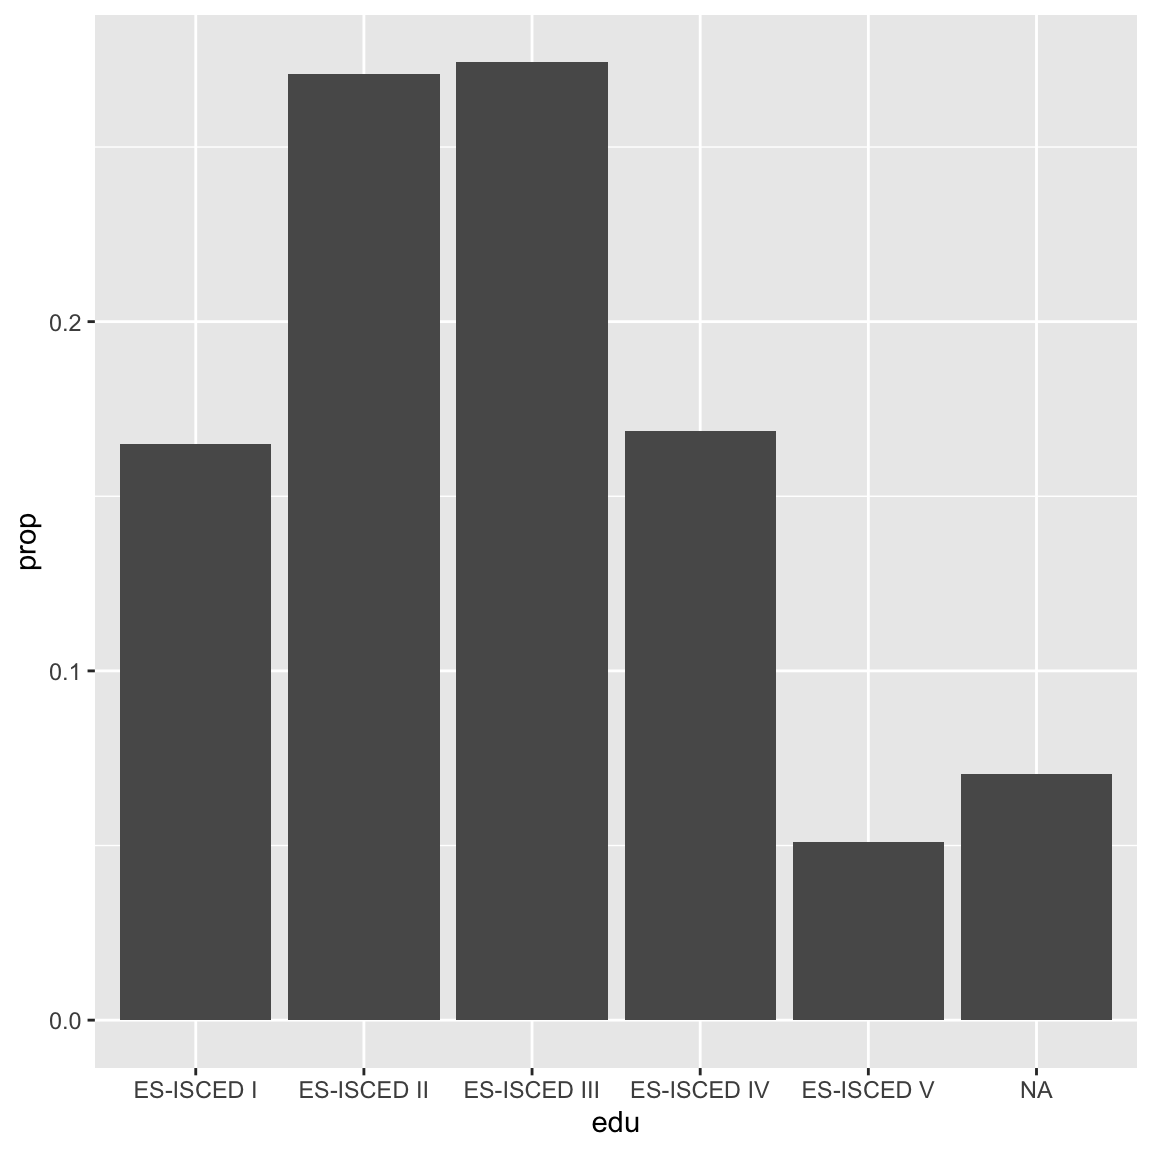 prop
0.2
0.1
0.0
ES-ISCED I ES-ISCED II ES-ISCED III ES-ISCED IV ES-ISCED V NA
edu